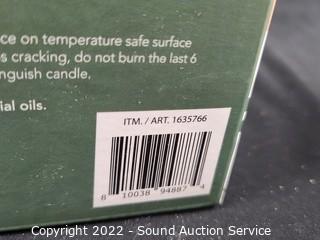 ce on temperature safe surface
s cracking, do not burn the last 6
nguish candle.
ial oils.
ITM. / ART. 1635766
8 10038 94887 4
Copyright 2022 - Sound Auction Service